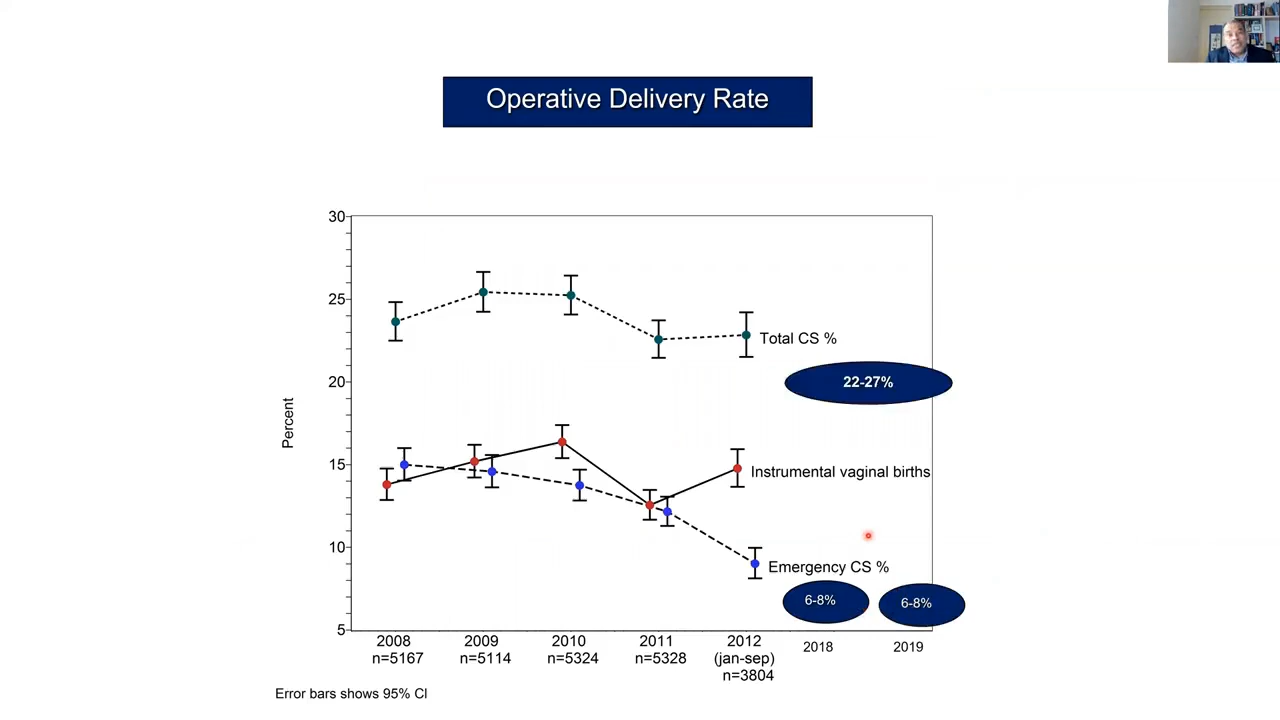 Operative Delivery Rate
30
25
20
15
10
5
Percent
Total CS %
22-27%
Instrumental vaginal births
Emergency CS %
6-8%
6-8%
2008
n=5167
2009
n=5114
2010
n=5324
2011
n=5328
2012
(jan-sep)
n=3804
2018
2019
Error bars shows 95% CI